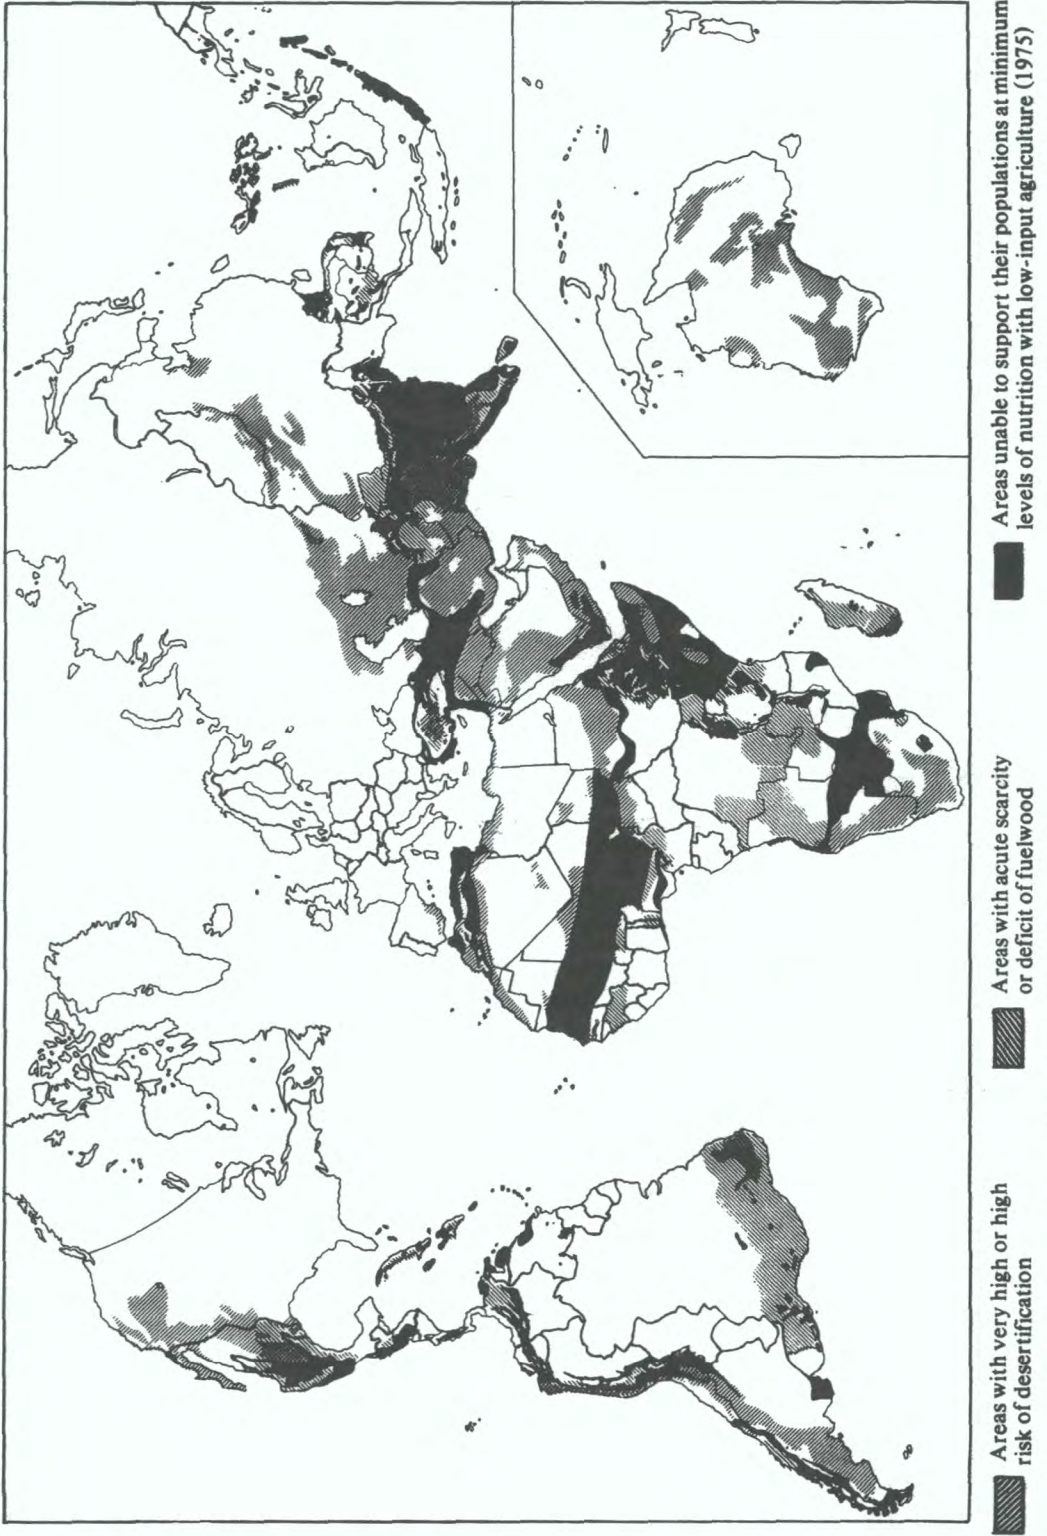 Areas with very high or high
risk of desertification
Areas with acute scarcity
or deficit of fuelwood
Areas unable to support their populations at minimum
levels of nutrition with low-input agriculture (1975)